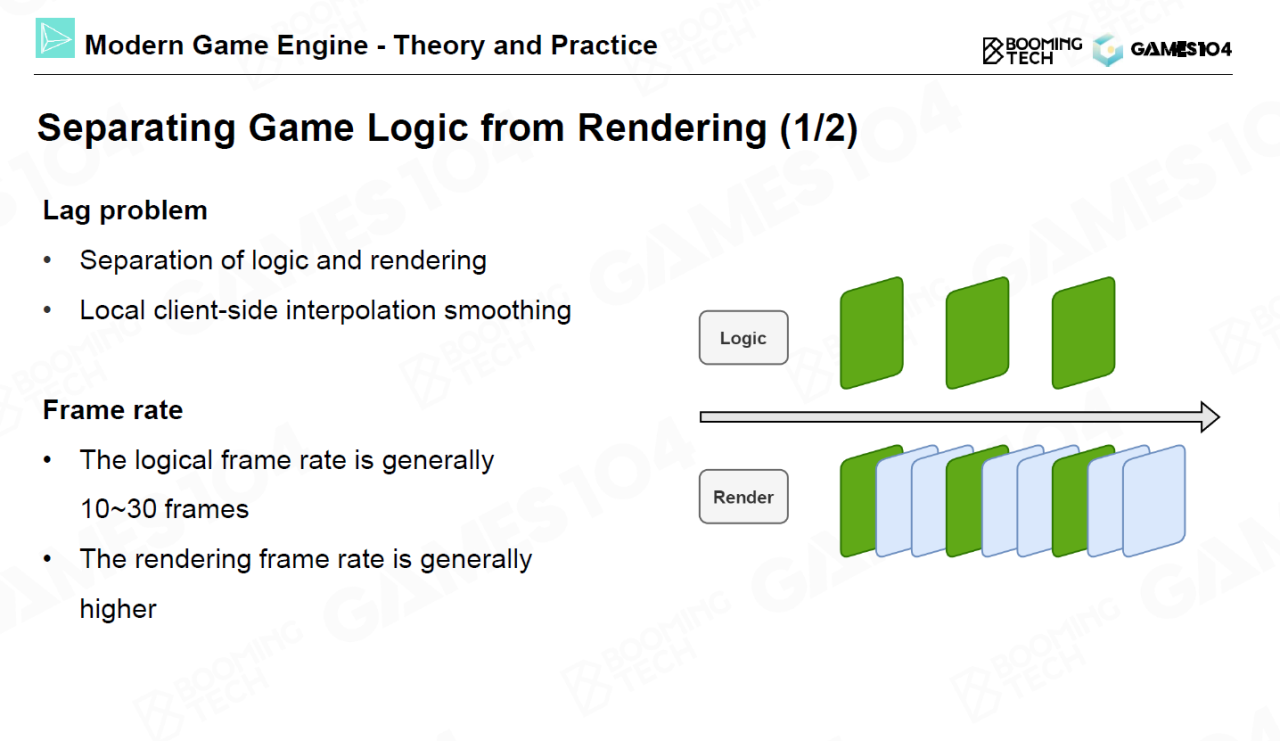 Modern Game Engine - Theory and Practice
BOOMING
TECH
GAMES104
Separating Game Logic from Rendering (1/2)
Lag problem
• Separation of logic and rendering
• Local client-side interpolation smoothing
Frame rate
• The logical frame rate is generally
10~30 frames
• The rendering frame rate is generally
higher
Logic
Render